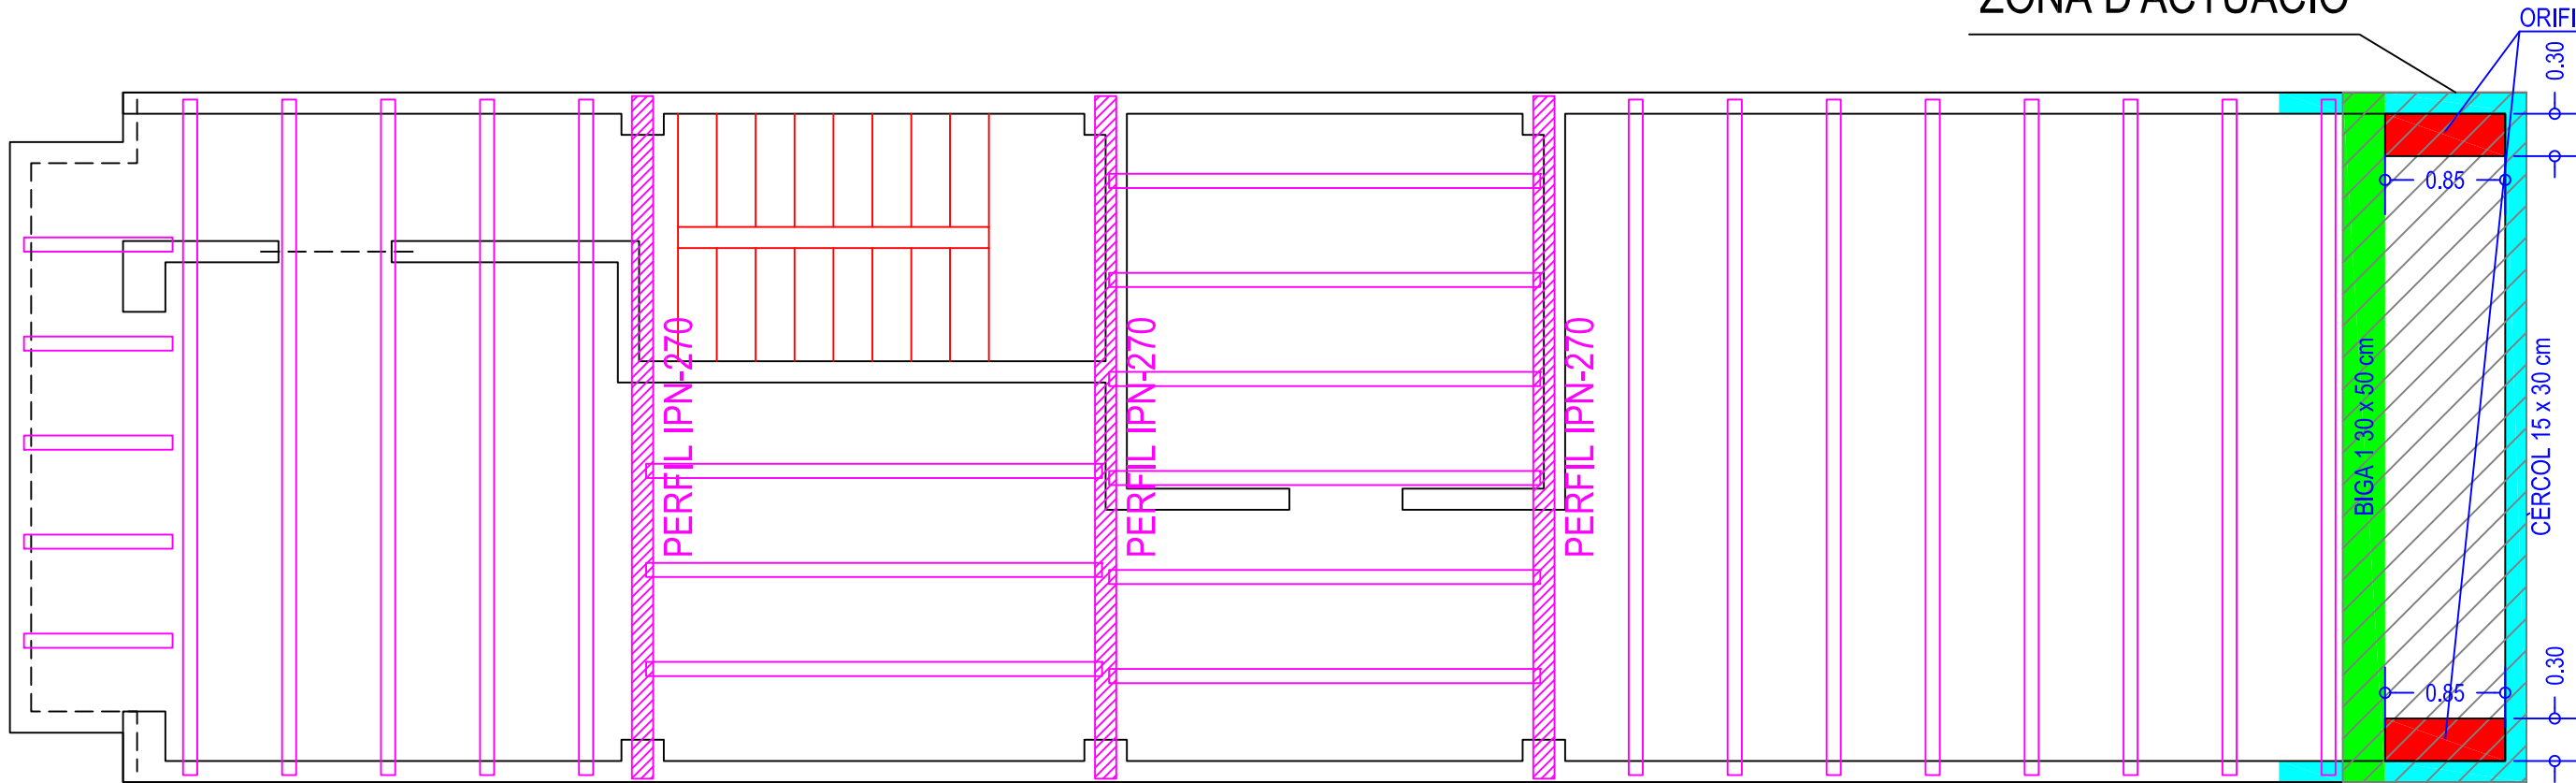 ZONA D'ACTUACIÓ
ORIFI
0.30
0.85
PERFIL IPN-270
PERFIL IPN-270
PERFIL IPN-270
BIGA 1 30 x 50 cm
CÈRCOL 15 x 30 cm
0.30
0.85